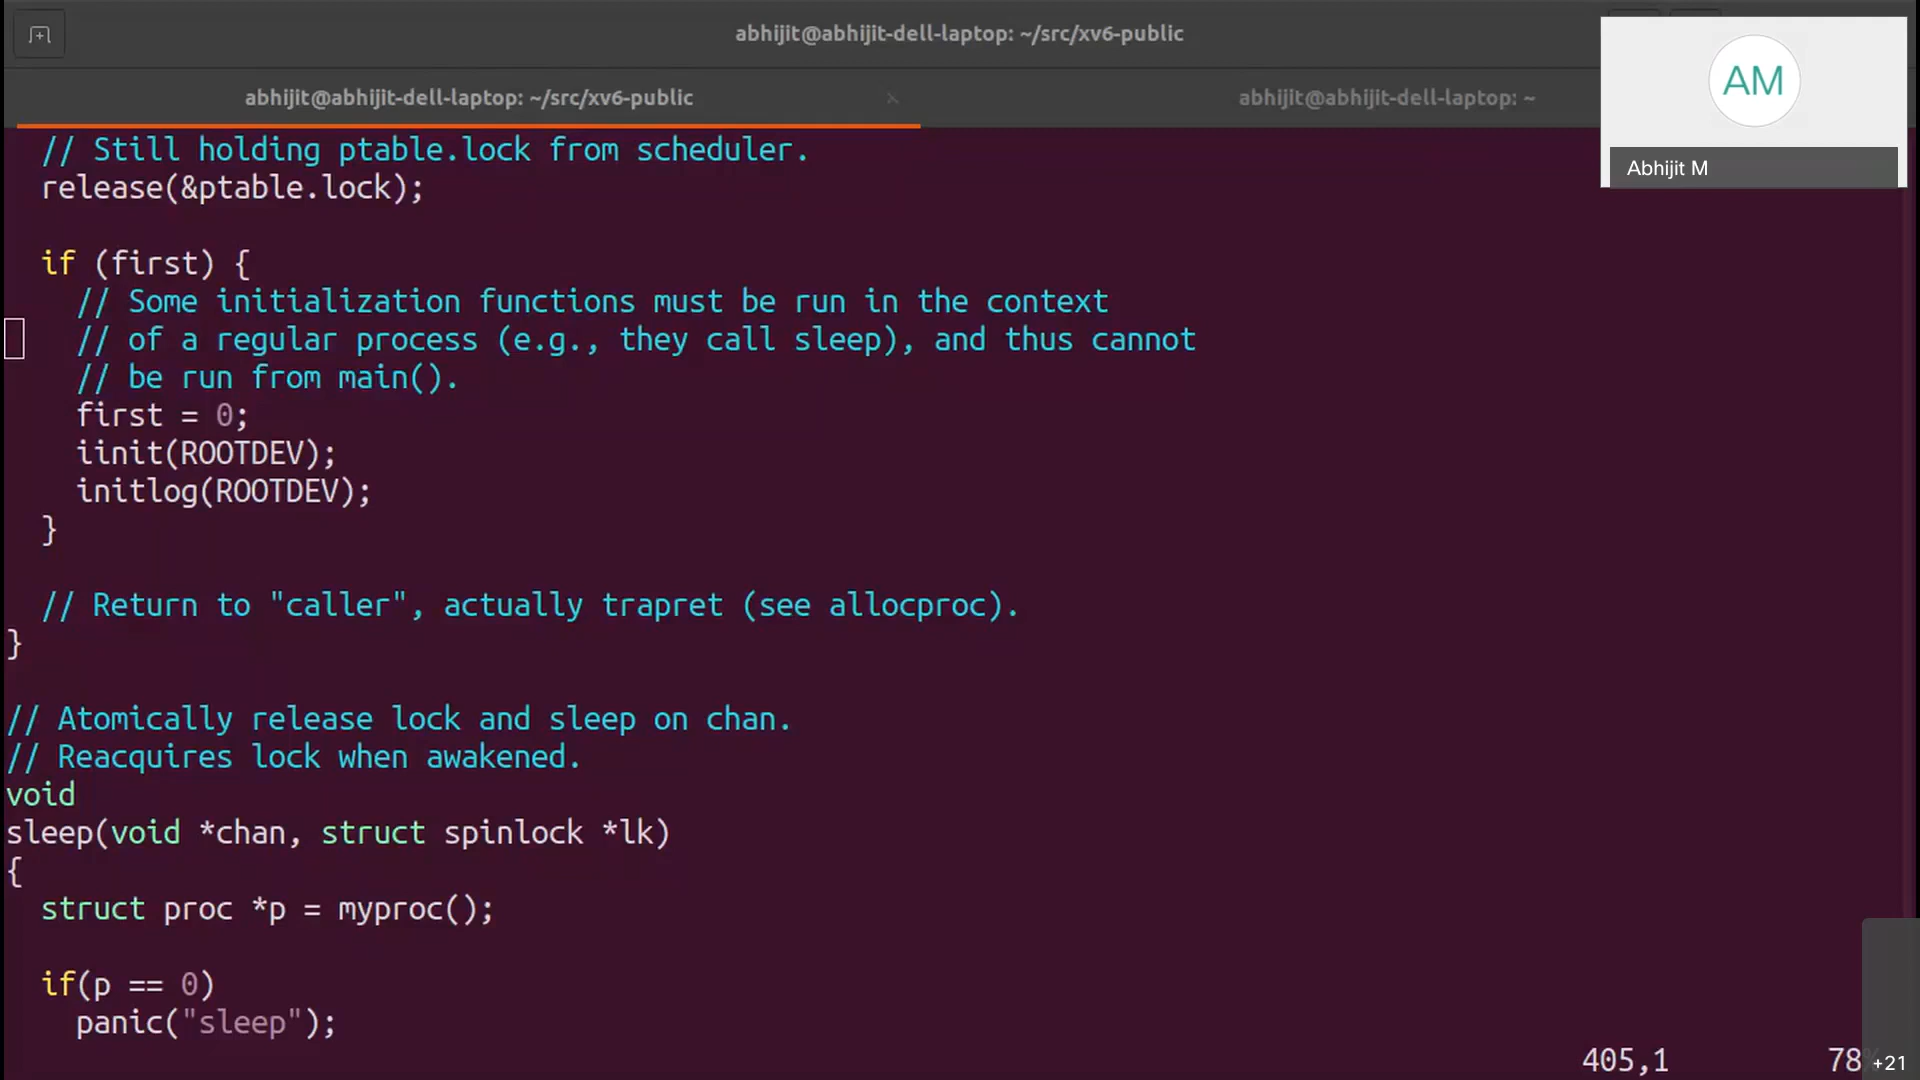 abhijit@abhijit-dell-laptop: ~/src/xv6-public
abhijit@abhijit-dell-laptop: ~/src/xv6-public
abhijit@abhijit-dell-laptop: ~
AM
Abhijit M
// Still holding ptable.lock from scheduler.
release(&ptable.lock);
if (first) {
// Some initialization functions must be run in the context
// of a regular process (e.g., they call sleep), and thus cannot
// be run from main().
first = 0;
iinit(ROOTDEV);
initlog(ROOTDEV);
}
// Return to "caller", actually trapret (see allocproc).
}
// Atomically release lock and sleep on chan.
// Reacquires lock when awakened.
void
sleep(void *chan, struct spinlock *lk)
{
struct proc *p = myproc();
if(p == 0)
panic("sleep");
405,1
78%
+21